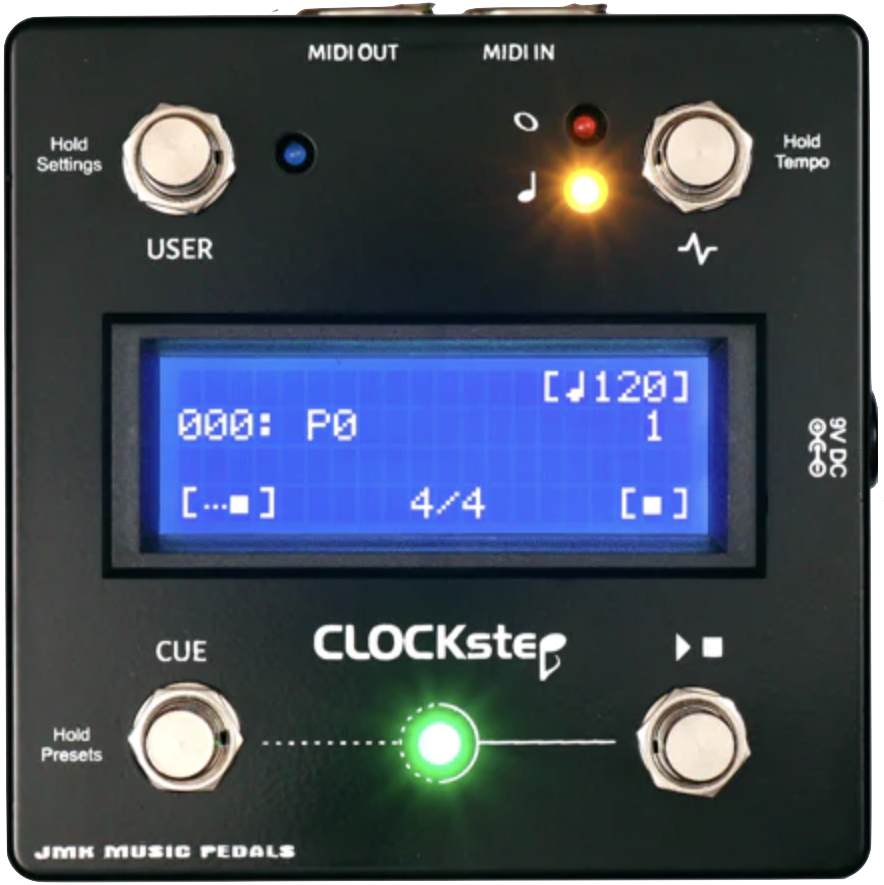 MIDI OUT
MIDI IN
Hold
Settings
Hold
Tempo
USER
[♩120]
000: P0
1
[…■]
4/4
[■]
9V DC
CUE
CLOCKstep
Hold
Presets
JMK MUSIC PEDALS